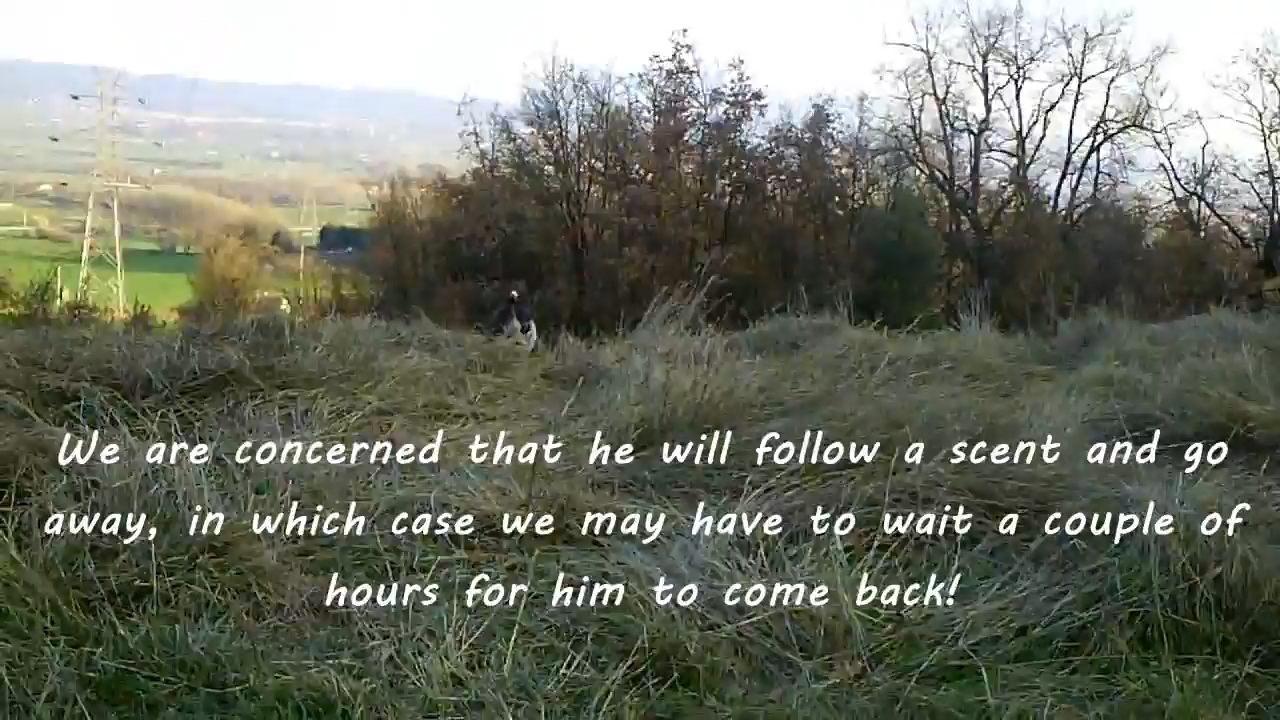 We are concerned that he will follow a scent and go
away, in which case we may have to wait a couple of
hours for him to come back!